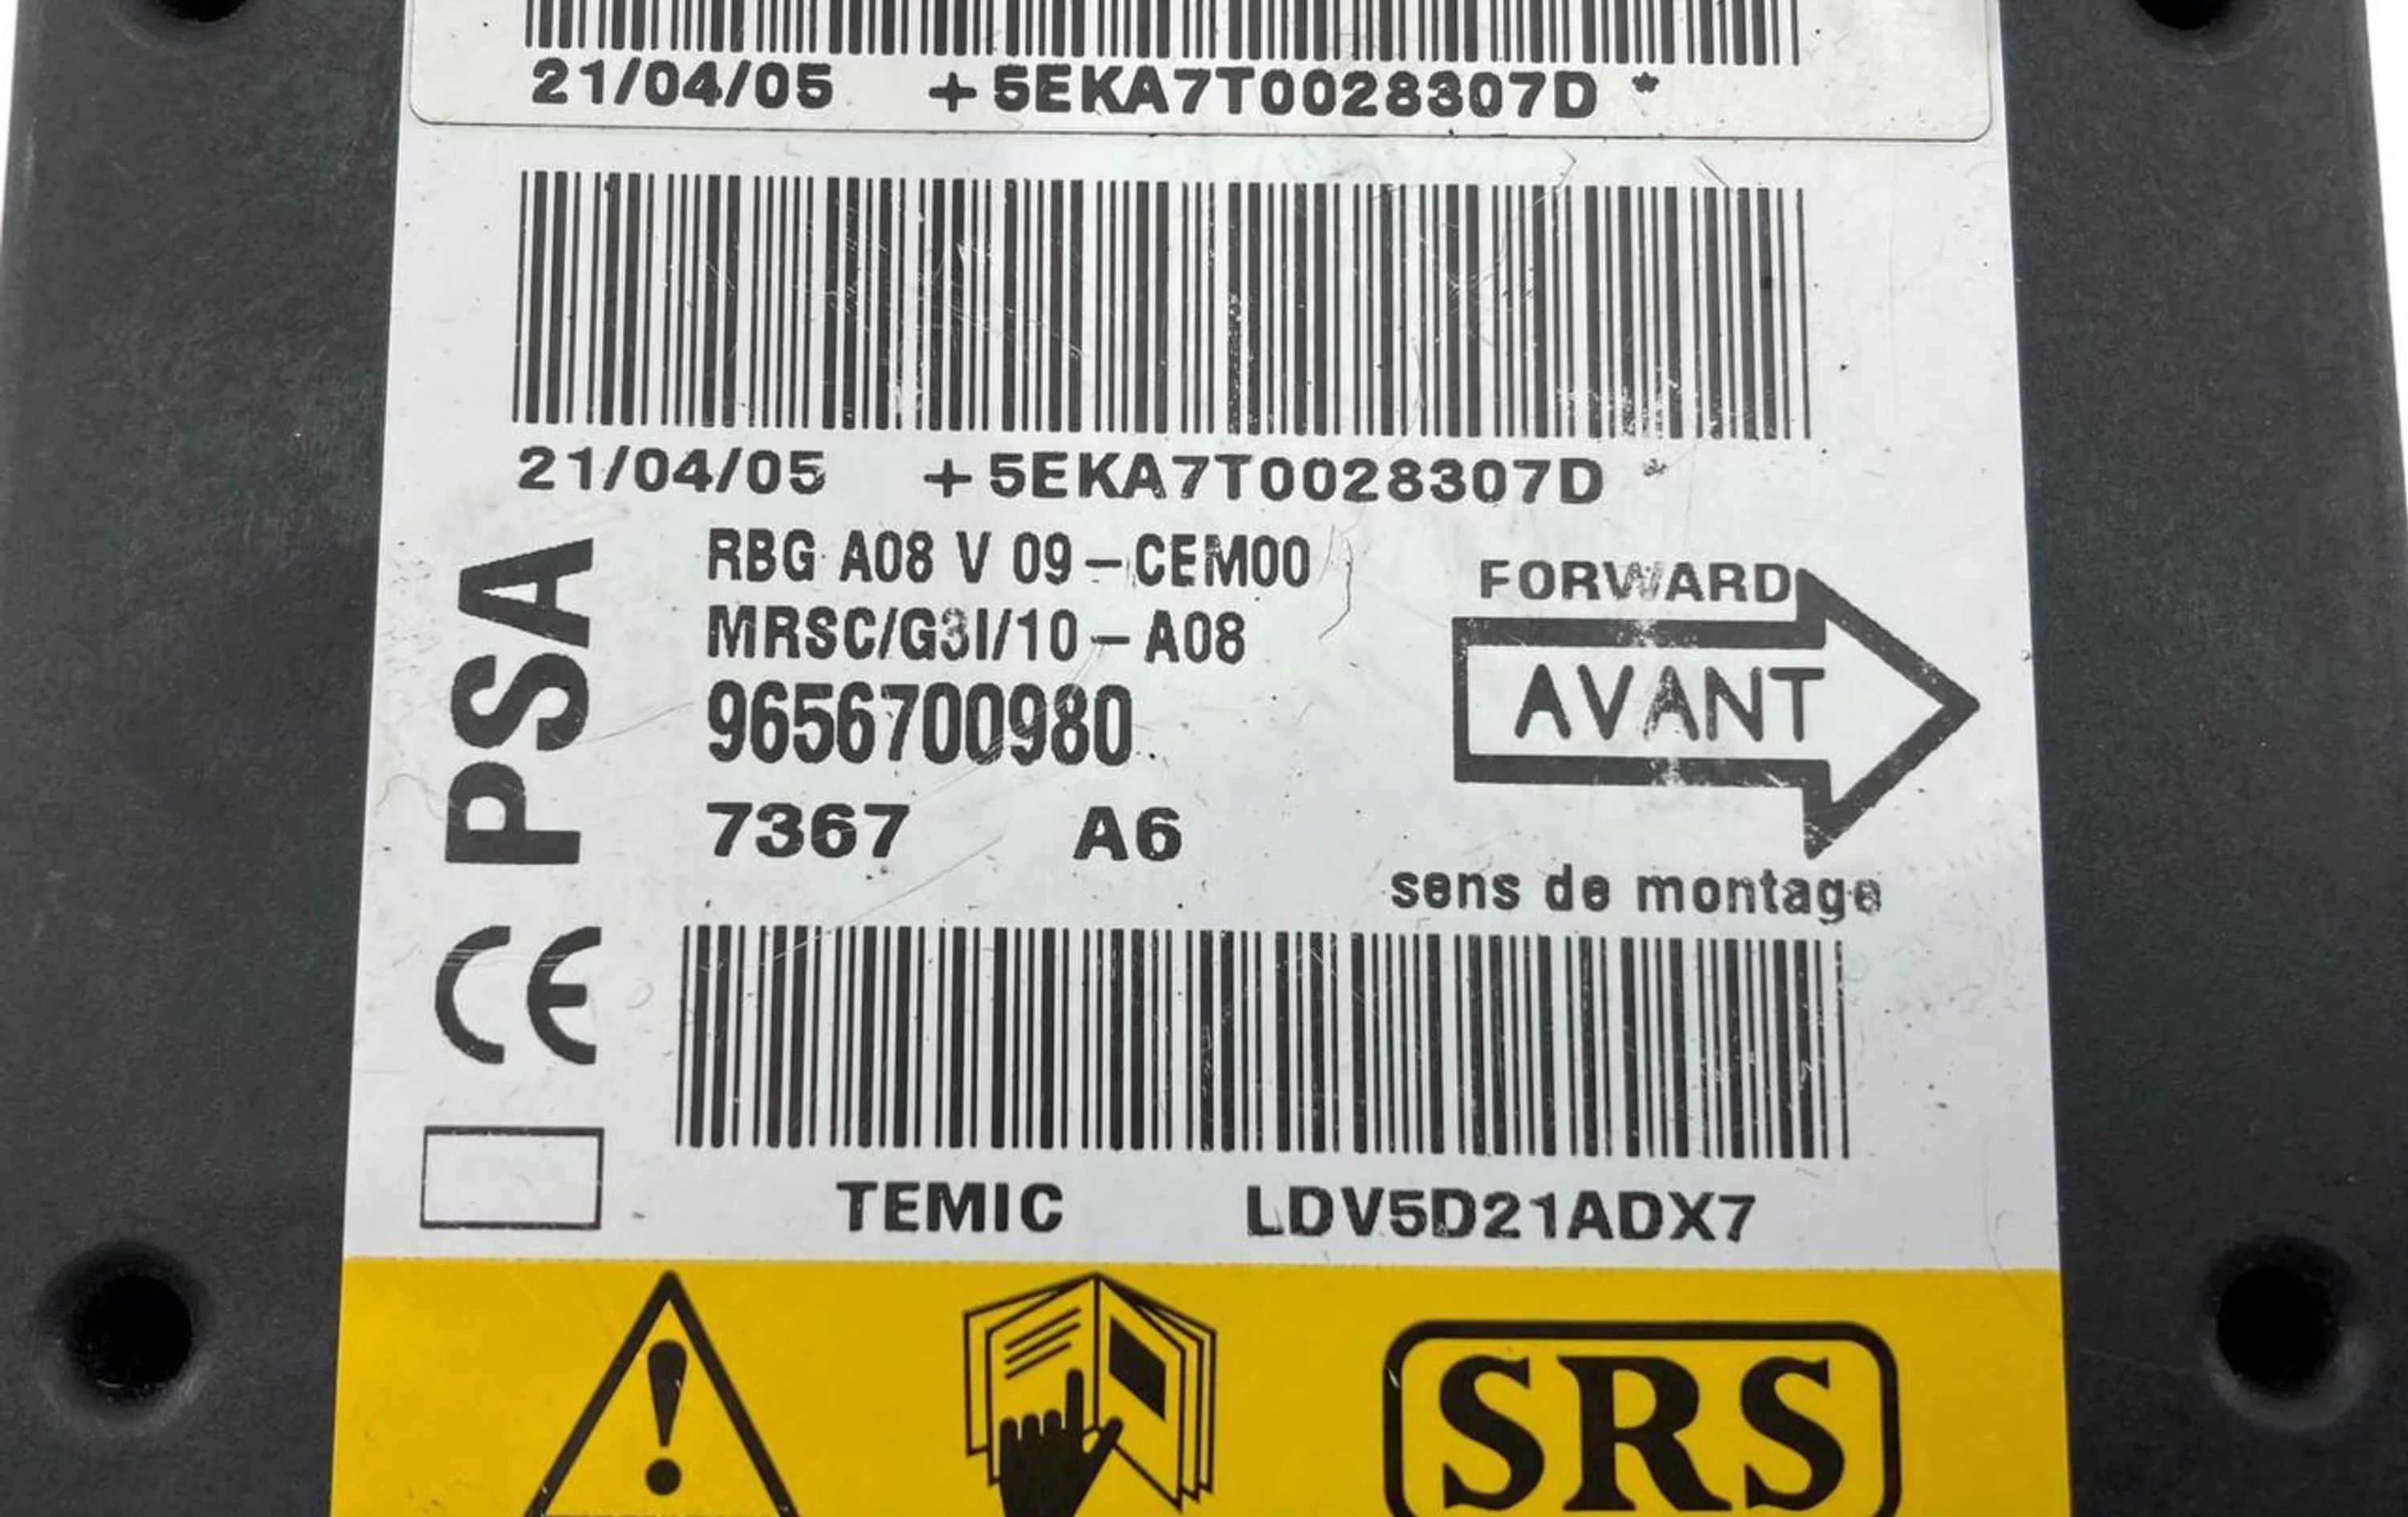 21/04/05 +5EKA7T0028307D *
21/04/05 +5EKA7T0028307D *
PSA
RBG A08 V 09-CEM00
MRSC/G3I/10-A08
9656700980
7367 A6
FORWARD
AVANT
sens de montage
CE
TEMIC LDV5D21ADX7
SRS